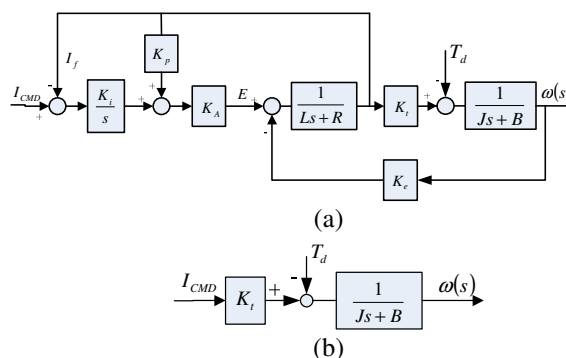 I_f
K_p
T_d
I_CMD
K_i
s
K_A
E
1
Ls + R
K_t
1
Js + B
ω(s
K_e
(a)
T_d
I_CMD
K_t
1
Js + B
ω(s)
(b)